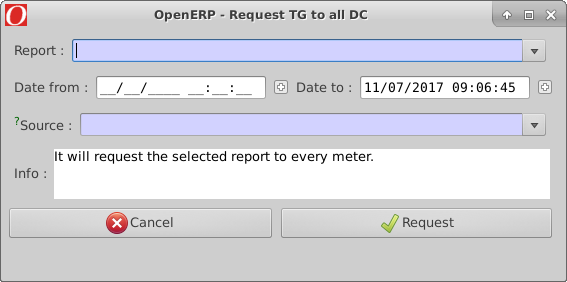 OpenERP - Request TG to all DC
Report :
Date from : __/__/____ __:__:__ Date to : 11/07/2017 09:06:45
?Source :
Info : It will request the selected report to every meter.
Cancel Request